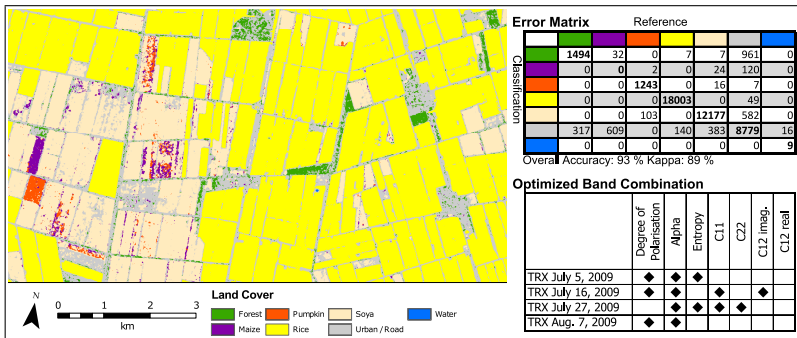 Error Matrix
Reference
Classification
1494 32 0 7 7 961 0
0 0 2 0 24 120 0
0 0 1243 0 16 7 0
0 0 0 18003 0 49 0
0 0 103 0 12177 582 0
317 609 0 140 383 8779 16
0 0 0 0 0 0 9
Overall Accuracy: 93 % Kappa: 89 %
Optimized Band Combination
Degree of Polarisation
Alpha
Entropy
C11
C22
C12 imag.
C12 real
TRX July 5, 2009
TRX July 16, 2009
TRX July 27, 2009
TRX Aug. 7, 2009
N
0 1 2 3
km
Land Cover
Forest Pumpkin Soya Water
Maize Rice Urban / Road